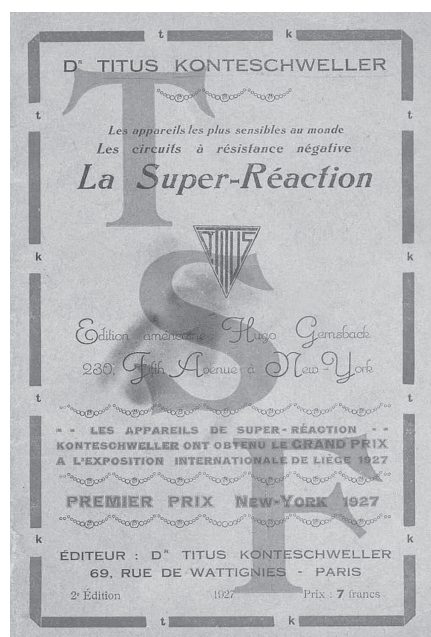 t k
Dr TITUS KONTESCHWELLER
T
t t
Les appareils les plus sensibles au monde
Les circuits à résistance négative
La Super-Réaction
TITUS
k k
S
Edition américaine Hugo Gernsback
230, Fifth Avenue à New-York
t t
- - LES APPAREILS DE SUPER-RÉACTION - -
KONTESCHWELLER ONT OBTENU LE GRAND PRIX
A L'EXPOSITION INTERNATIONALE DE LIÈGE 1927
F
PREMIER PRIX NEW-YORK 1927
k k
ÉDITEUR : Dr TITUS KONTESCHWELLER
69, RUE DE WATTIGNIES - PARIS
2e Édition 1927 Prix : 7 francs
t k